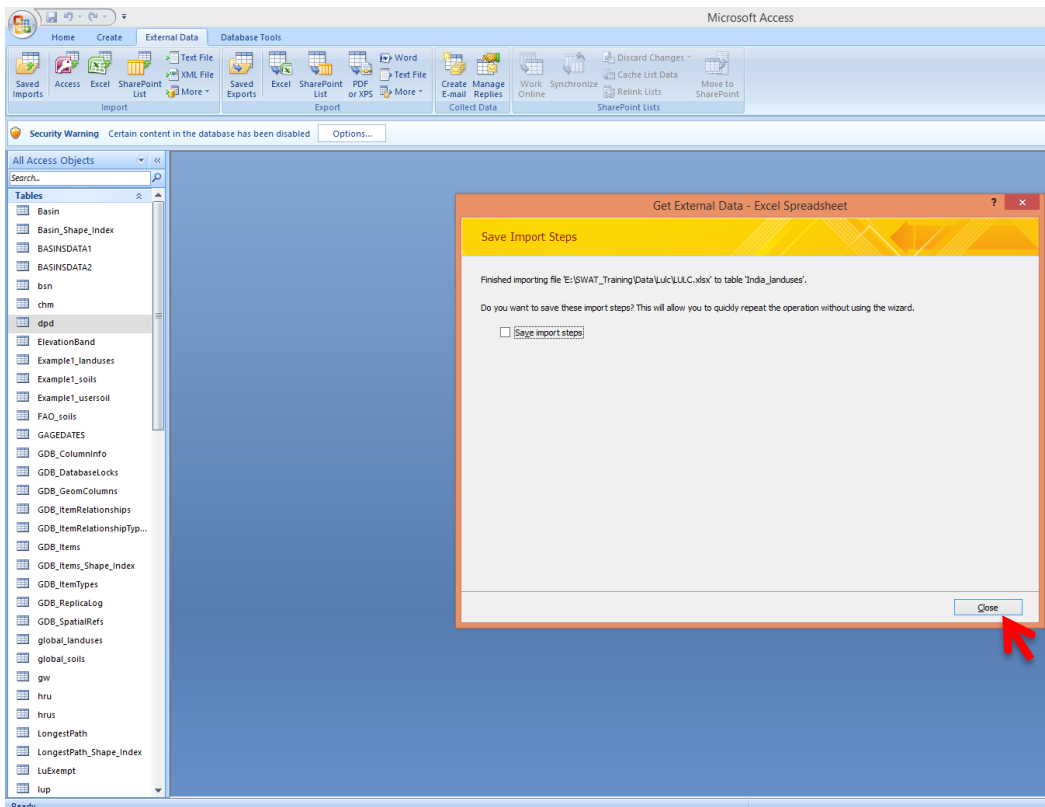 Microsoft Access
Home Create External Data Database Tools
Saved Imports
Access
Excel
SharePoint List
Text File
XML File
More
Import
Saved Exports
Excel
SharePoint List
PDF or XPS
Word
Text File
More
Export
Create E-mail
Manage Replies
Collect Data
Work Online
Synchronize
Discard Changes
Cache List Data
Relink Lists
Move to SharePoint
SharePoint Lists
Security Warning Certain content in the database has been disabled Options...
All Access Objects
Search...
Tables
Basin
Basin_Shape_Index
BASINSDATA1
BASINSDATA2
bsn
chm
dpd
ElevationBand
Example1_landuses
Example1_soils
Example1_usersoil
FAO_soils
GAGEDATES
GDB_ColumnInfo
GDB_DatabaseLocks
GDB_GeomColumns
GDB_ItemRelationships
GDB_ItemRelationshipTyp...
GDB_Items
GDB_Items_Shape_Index
GDB_ItemTypes
GDB_ReplicaLog
GDB_SpatialRefs
global_landuses
global_soils
gw
hru
hrus
LongestPath
LongestPath_Shape_Index
LuExempt
lup
Ready
Get External Data - Excel Spreadsheet
Save Import Steps
Finished importing file 'E:\SWAT_Training\Data\Lulc\LULC.xlsx' to table 'India_landuses'.
Do you want to save these import steps? This will allow you to quickly repeat the operation without using the wizard.
Save import steps
Close